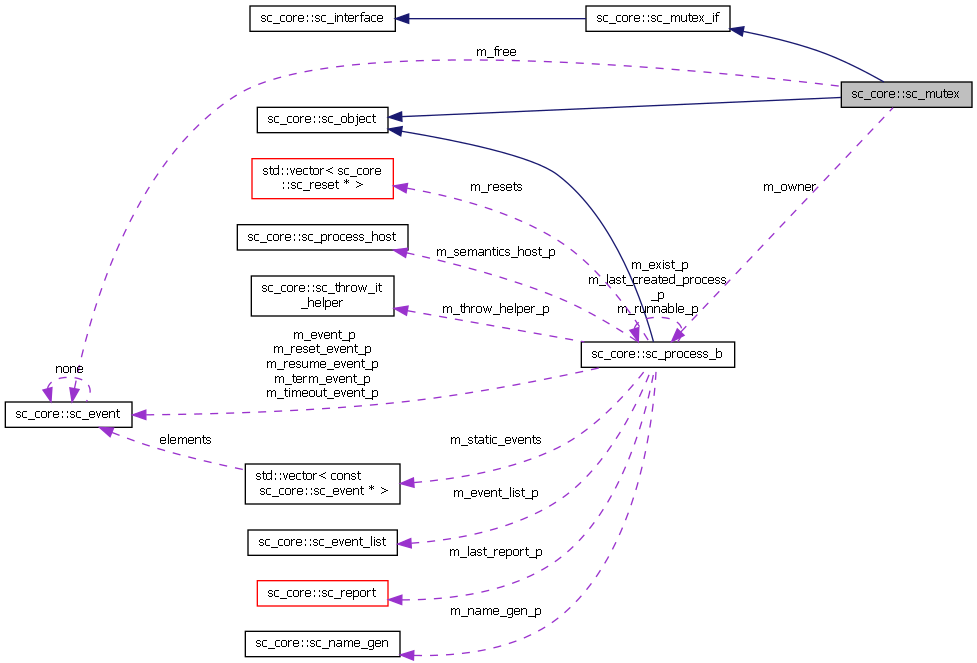 sc_core::sc_interface
sc_core::sc_mutex_if
m_free
sc_core::sc_mutex
sc_core::sc_object
std::vector< sc_core
::sc_reset * >
m_resets
m_owner
sc_core::sc_process_host
m_semantics_host_p
m_exist_p
m_last_created_process
_p
m_runnable_p
sc_core::sc_throw_it
_helper
m_throw_helper_p
m_event_p
m_reset_event_p
m_resume_event_p
m_term_event_p
m_timeout_event_p
sc_core::sc_process_b
none
sc_core::sc_event
elements
m_static_events
std::vector< const
sc_core::sc_event * >
m_event_list_p
sc_core::sc_event_list
m_last_report_p
sc_core::sc_report
m_name_gen_p
sc_core::sc_name_gen